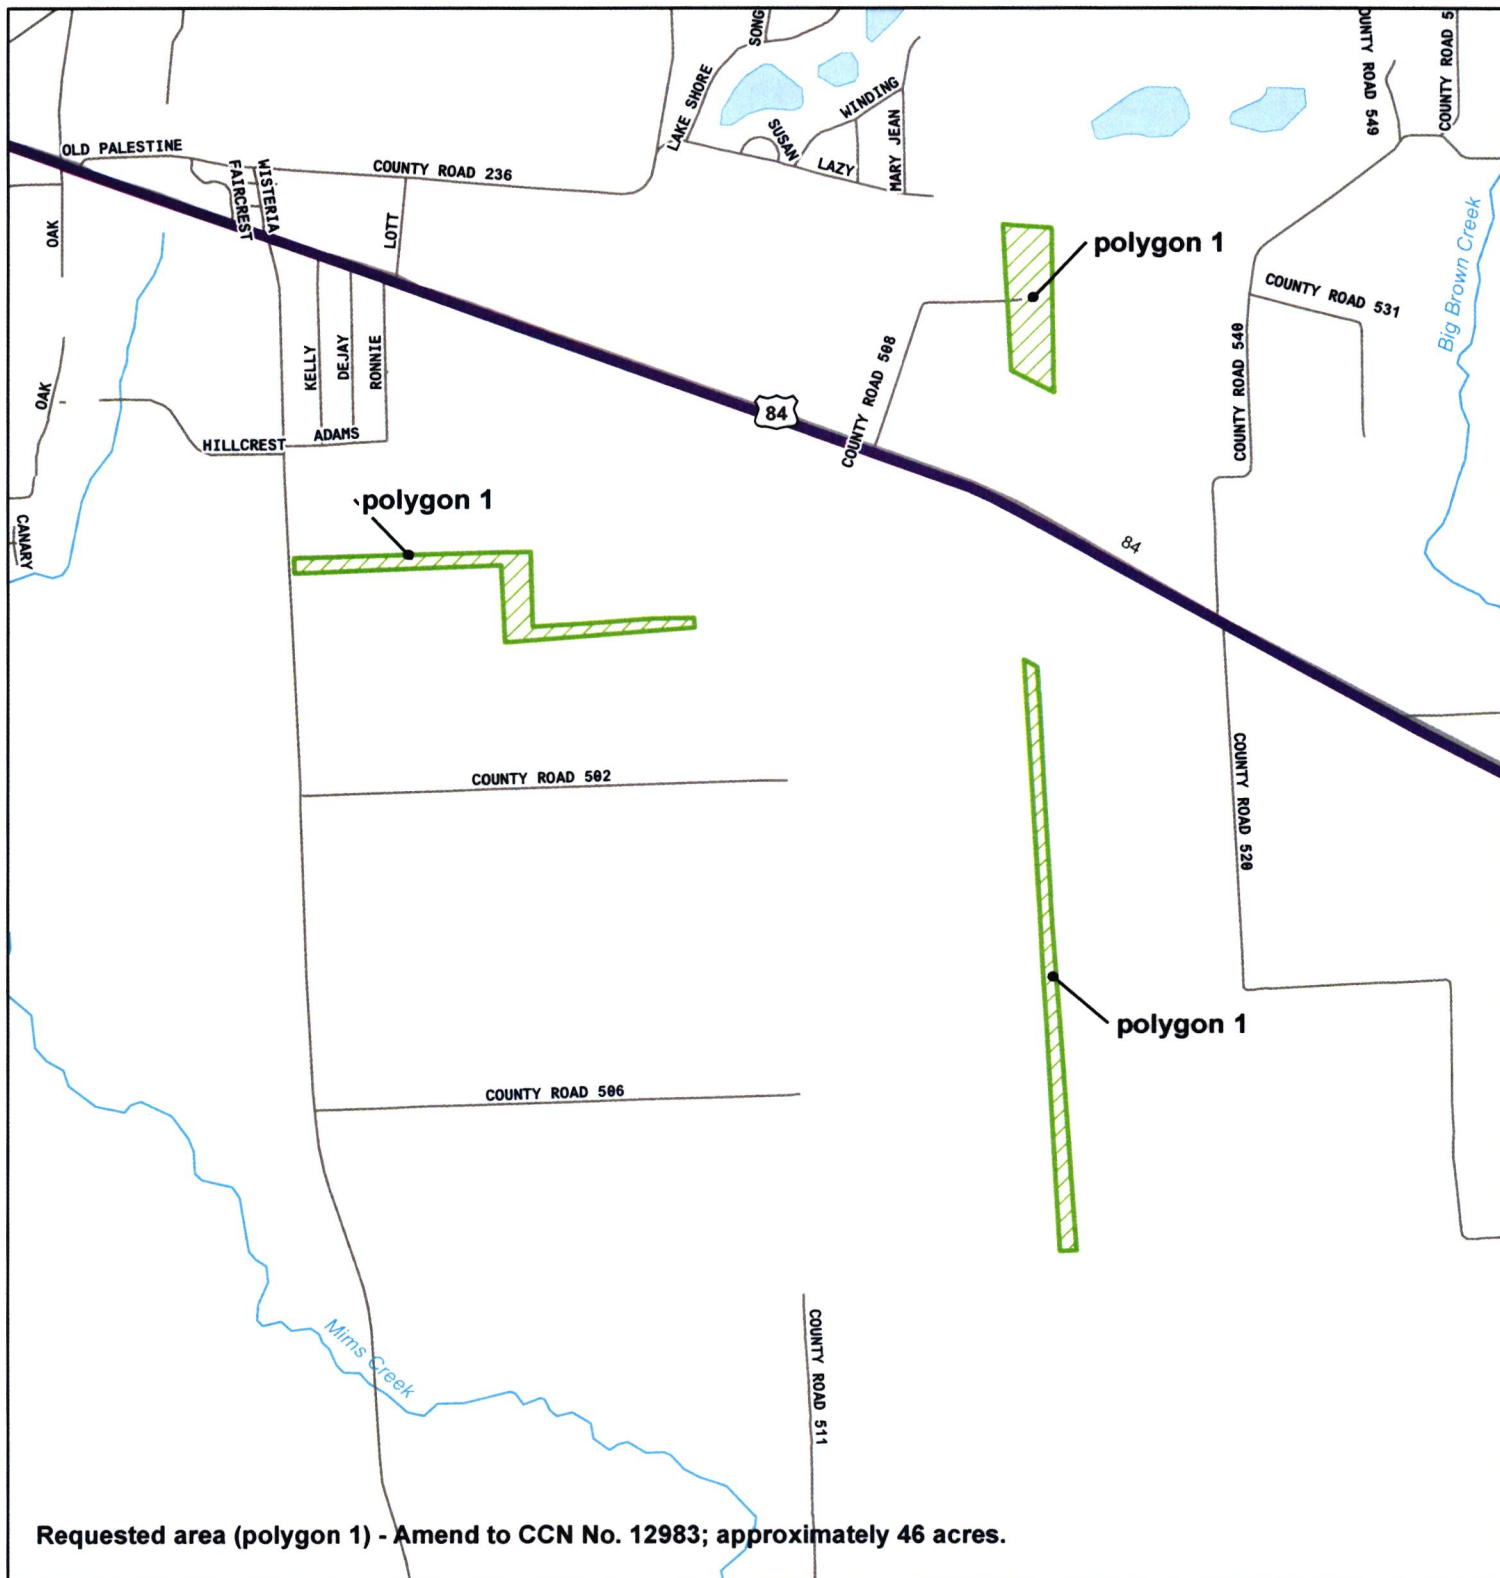 SONG
OUNTY ROAD 549
COUNTY ROAD 5
LAKE SHORE
WINDING
SUSAN
LAZY
MARY JEAN
OLD PALESTINE
FAIRCREST
WISTERIA
COUNTY ROAD 236
OAK
LOTT
polygon 1
Big Brown Creek
COUNTY ROAD 531
COUNTY ROAD 540
KELLY
DEJAY
RONNIE
OAK
COUNTY ROAD 508
84
HILLCREST
ADAMS
polygon 1
CANARY
84
COUNTY ROAD 502
COUNTY ROAD 520
polygon 1
COUNTY ROAD 506
Mims Creek
COUNTY ROAD 511
Requested area (polygon 1) - Amend to CCN No. 12983; approximately 46 acres.